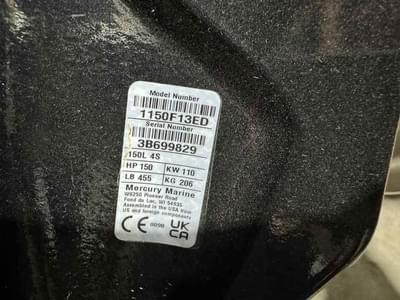 Model Number
1150F13ED
Serial Number
3B699829
150L 4S
HP 150 KW 110
LB 455 KG 206
Mercury Marine
W6250 Pioneer Road
Fond du Lac, WI 54935
Assembled in the USA from
US and foreign components
CE 0098 UK
CA